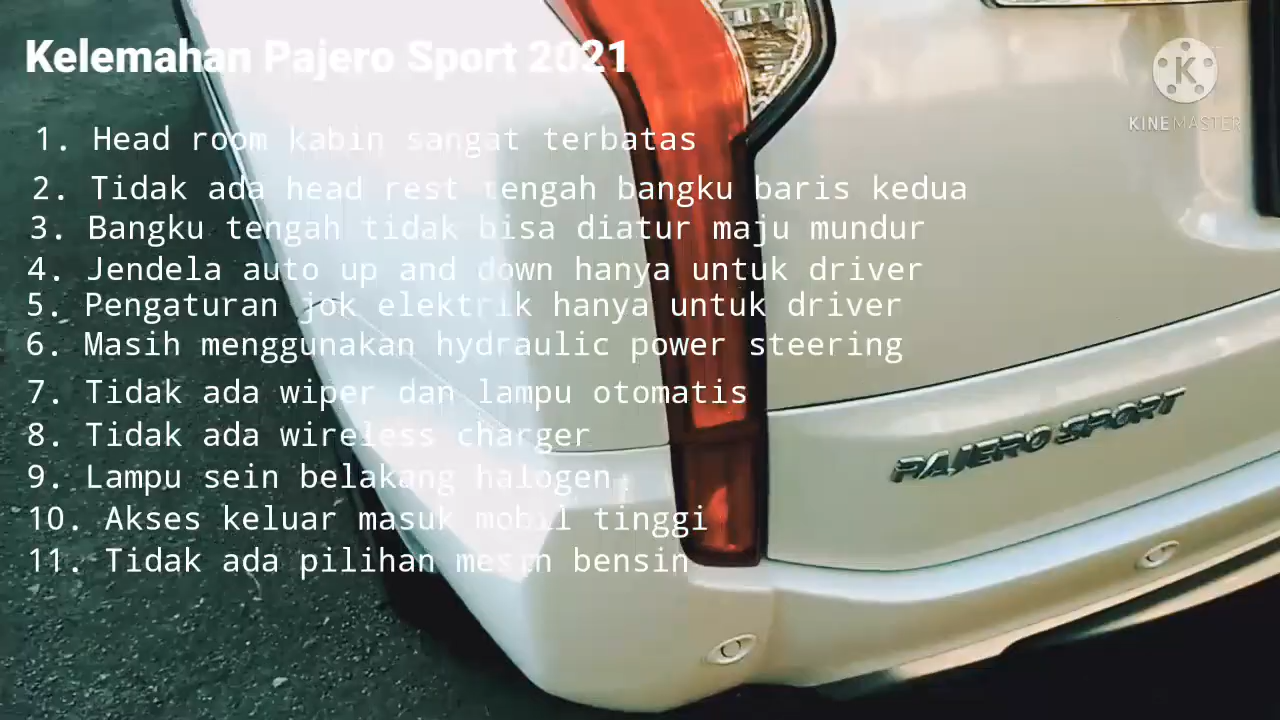 Kelemahan Pajero Sport 2021
K
KINEMASTER
1. Head room kabin sangat terbatas
2. Tidak ada head rest tengah bangku baris kedua
3. Bangku tengah tidak bisa diatur maju mundur
4. Jendela auto up and down hanya untuk driver
5. Pengaturan jok elektrik hanya untuk driver
6. Masih menggunakan hydraulic power steering
7. Tidak ada wiper dan lampu otomatis
8. Tidak ada wireless charger
9. Lampu sein belakang halogen
10. Akses keluar masuk mobil tinggi
11. Tidak ada pilihan mesin bensin
PAJERO SPORT